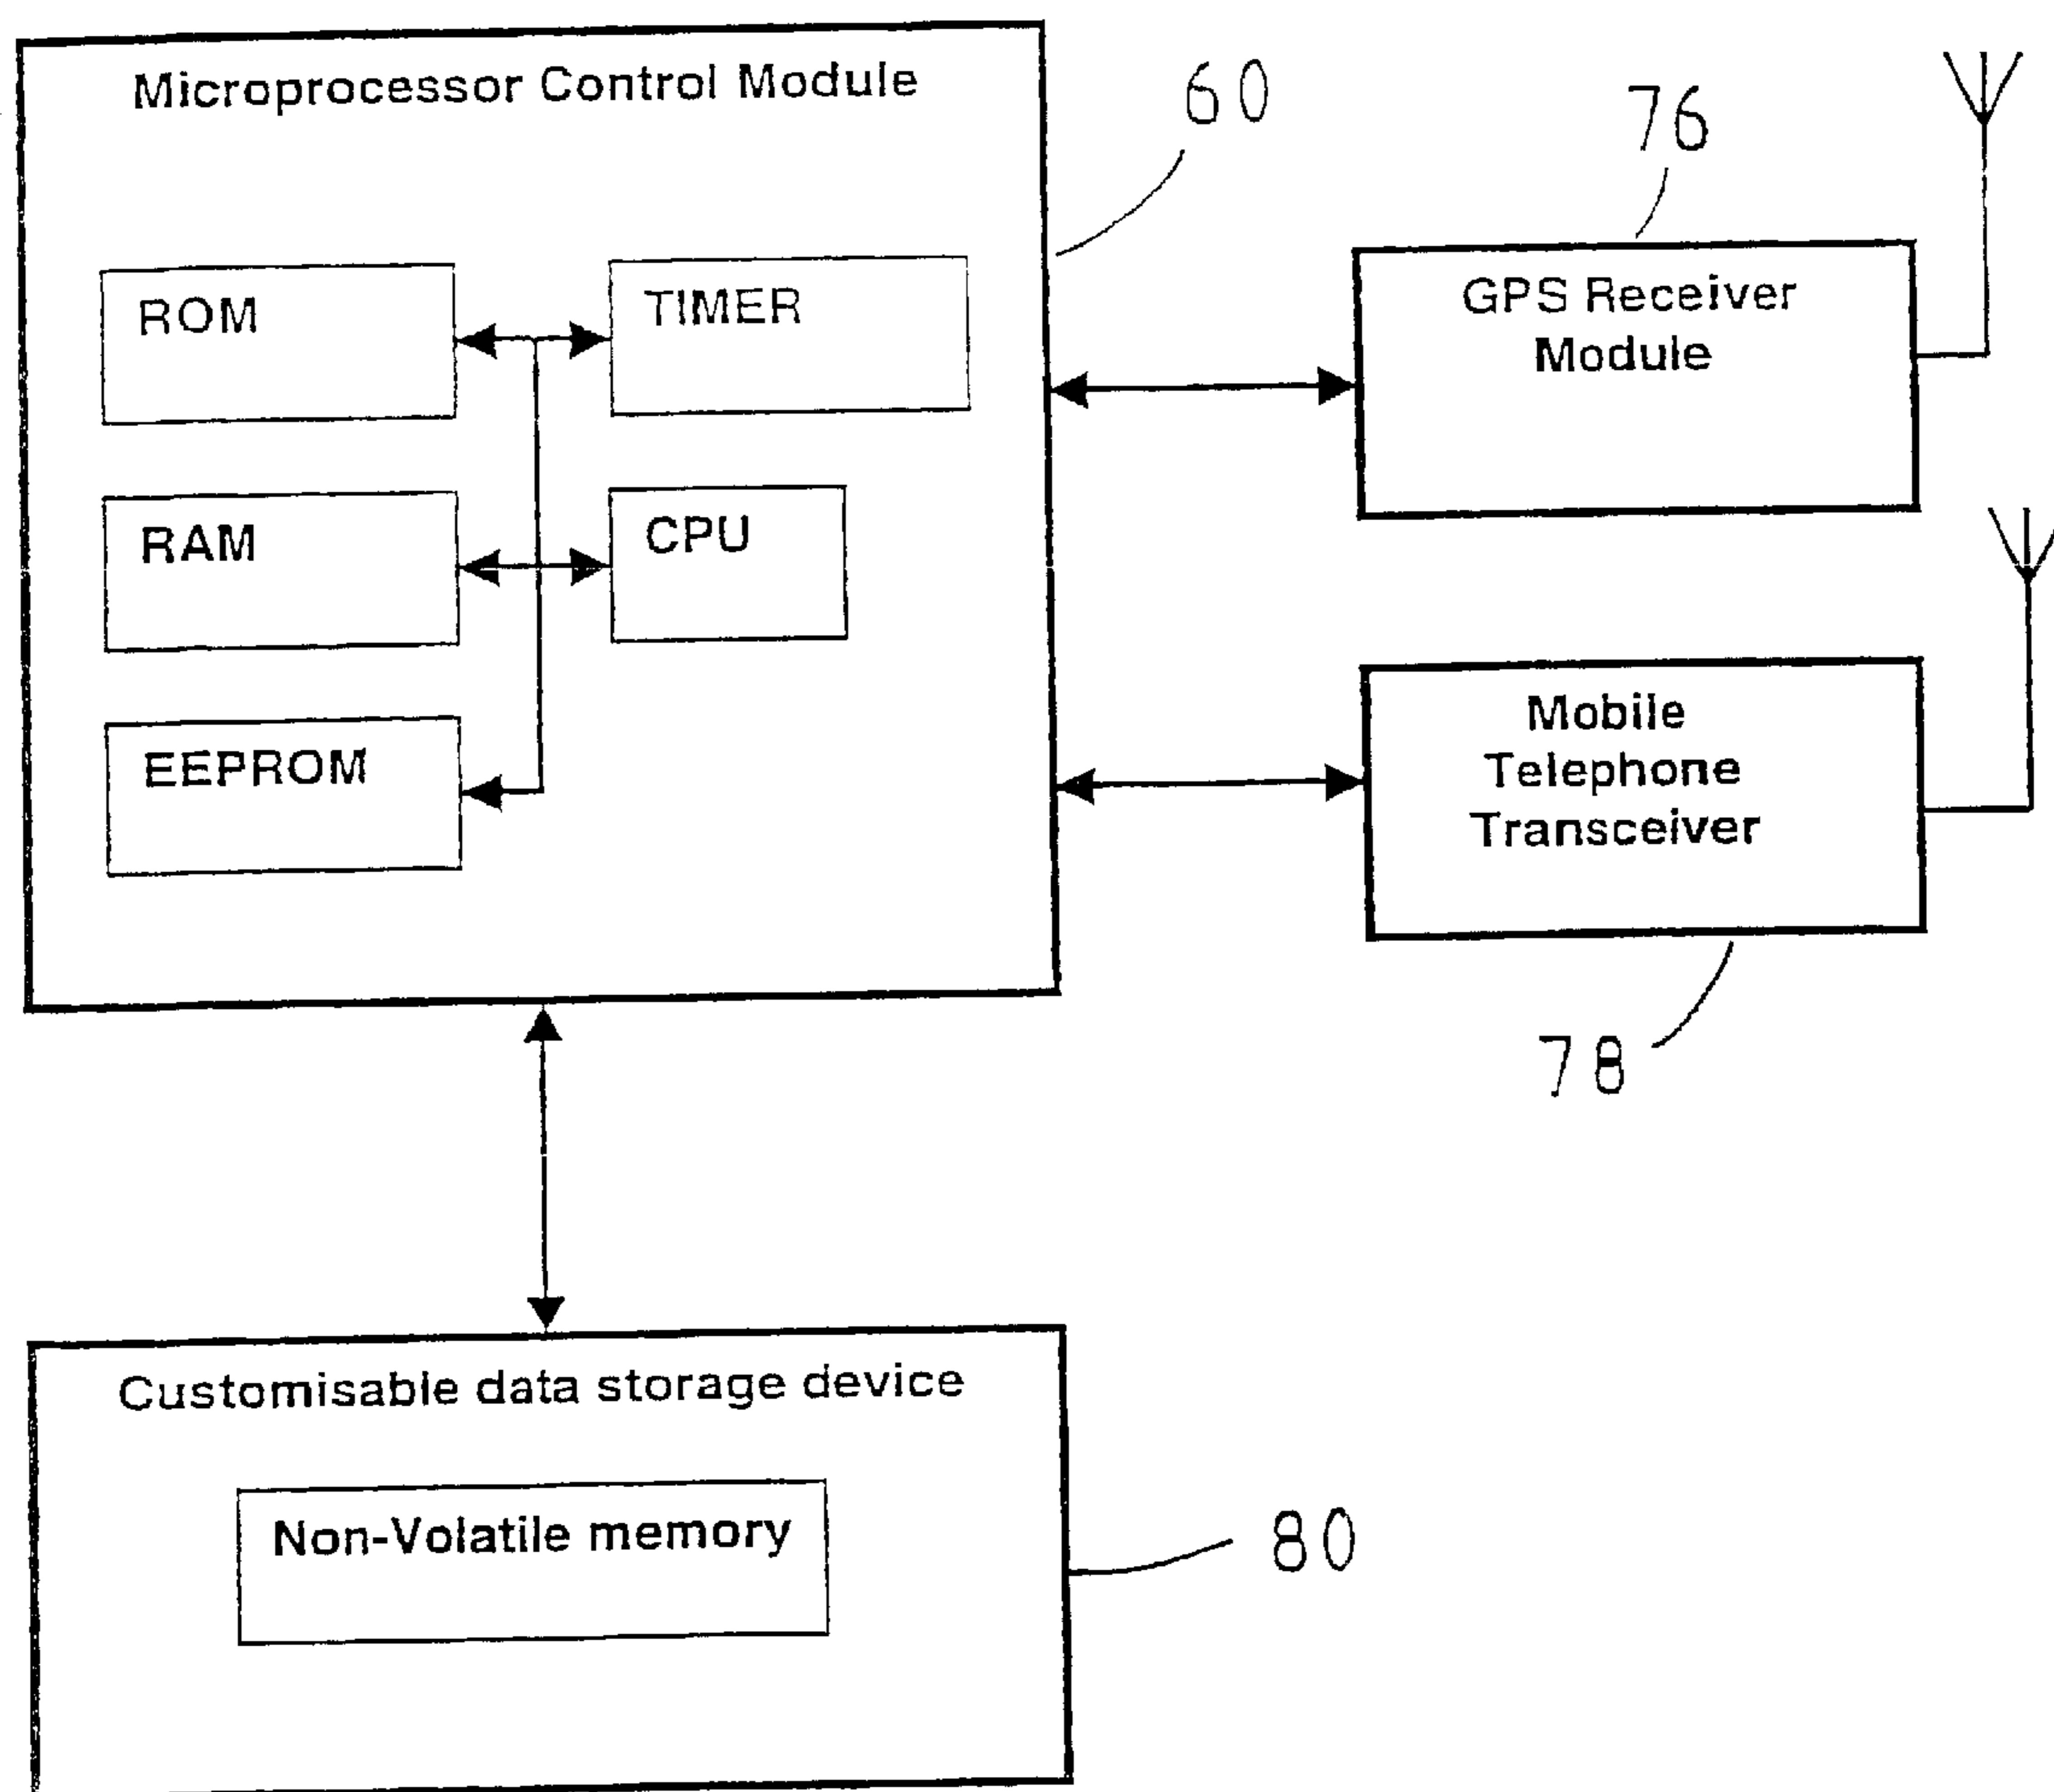 Microprocessor Control Module
60
76
ROM
TIMER
GPS Receiver
Module
RAM
CPU
Mobile
Telephone
Transceiver
EEPROM
78
Customisable data storage device
Non-Volatile memory
80